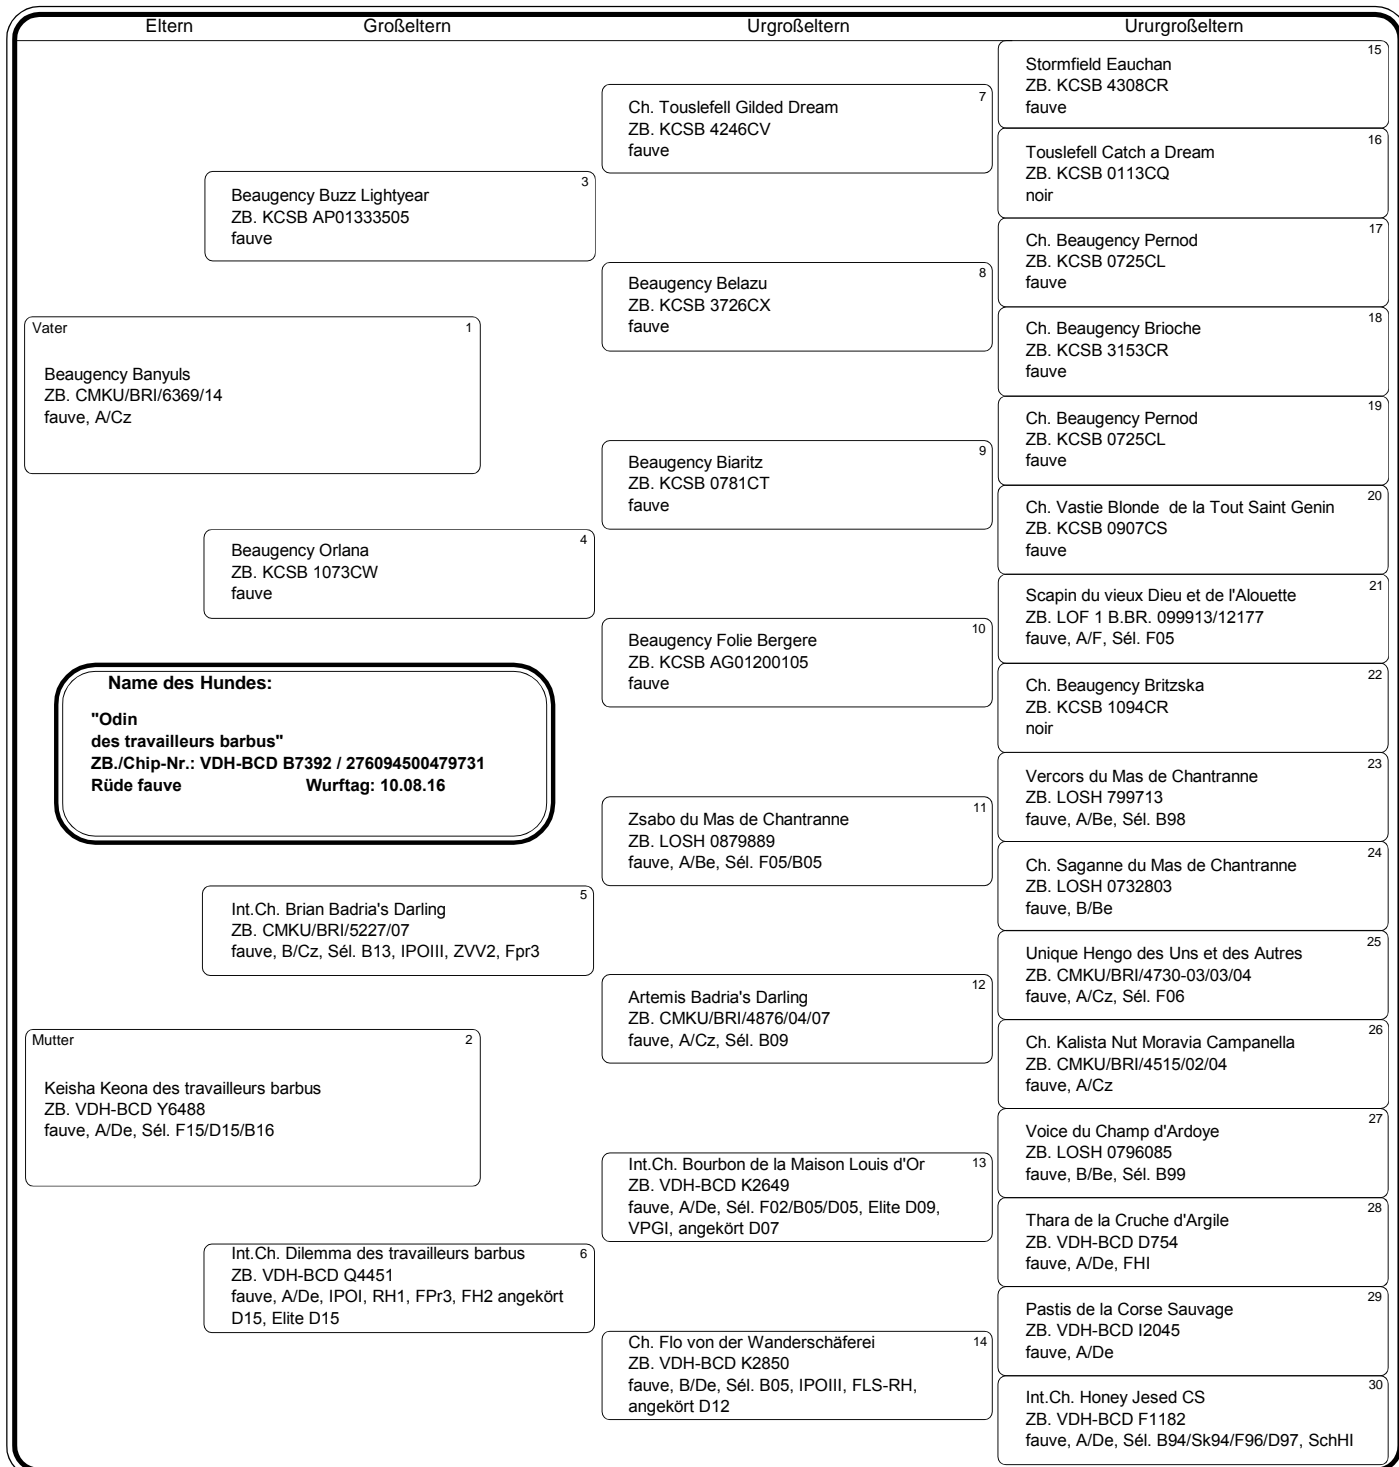 Eltern Großeltern Urgroßeltern Ururgroßeltern
Vater 1
Beaugency Banyuls
ZB. CMKU/BRI/6369/14
fauve, A/Cz
Name des Hundes:
"Odin
des travailleurs barbus"
ZB./Chip-Nr.: VDH-BCD B7392 / 276094500479731
Rüde fauve Wurftag: 10.08.16
Mutter 2
Keisha Keona des travailleurs barbus
ZB. VDH-BCD Y6488
fauve, A/De, Sél. F15/D15/B16
3
Beaugency Buzz Lightyear
ZB. KCSB AP01333505
fauve
4
Beaugency Orlana
ZB. KCSB 1073CW
fauve
5
Int.Ch. Brian Badria's Darling
ZB. CMKU/BRI/5227/07
fauve, B/Cz, Sél. B13, IPOIII, ZVV2, Fpr3
Int.Ch. Dilemma des travailleurs barbus 6
ZB. VDH-BCD Q4451
fauve, A/De, IPOI, RH1, FPr3, FH2 angekört
D15, Elite D15
7
Ch. Touslefell Gilded Dream
ZB. KCSB 4246CV
fauve
8
Beaugency Belazu
ZB. KCSB 3726CX
fauve
9
Beaugency Biaritz
ZB. KCSB 0781CT
fauve
10
Beaugency Folie Bergere
ZB. KCSB AG01200105
fauve
11
Zsabo du Mas de Chantranne
ZB. LOSH 0879889
fauve, A/Be, Sél. F05/B05
12
Artemis Badria's Darling
ZB. CMKU/BRI/4876/04/07
fauve, A/Cz, Sél. B09
Int.Ch. Bourbon de la Maison Louis d'Or 13
ZB. VDH-BCD K2649
fauve, A/De, Sél. F02/B05/D05, Elite D09,
VPGI, angekört D07
Ch. Flo von der Wanderschäferei 14
ZB. VDH-BCD K2850
fauve, B/De, Sél. B05, IPOIII, FLS-RH,
angekört D12
15
Stormfield Eauchan
ZB. KCSB 4308CR
fauve
16
Touslefell Catch a Dream
ZB. KCSB 0113CQ
noir
17
Ch. Beaugency Pernod
ZB. KCSB 0725CL
fauve
18
Ch. Beaugency Brioche
ZB. KCSB 3153CR
fauve
19
Ch. Beaugency Pernod
ZB. KCSB 0725CL
fauve
20
Ch. Vastie Blonde de la Tout Saint Genin
ZB. KCSB 0907CS
fauve
21
Scapin du vieux Dieu et de l'Alouette
ZB. LOF 1 B.BR. 099913/12177
fauve, A/F, Sél. F05
22
Ch. Beaugency Britzska
ZB. KCSB 1094CR
noir
23
Vercors du Mas de Chantranne
ZB. LOSH 799713
fauve, A/Be, Sél. B98
24
Ch. Saganne du Mas de Chantranne
ZB. LOSH 0732803
fauve, B/Be
25
Unique Hengo des Uns et des Autres
ZB. CMKU/BRI/4730-03/03/04
fauve, A/Cz, Sél. F06
26
Ch. Kalista Nut Moravia Campanella
ZB. CMKU/BRI/4515/02/04
fauve, A/Cz
27
Voice du Champ d'Ardoye
ZB. LOSH 0796085
fauve, B/Be, Sél. B99
28
Thara de la Cruche d'Argile
ZB. VDH-BCD D754
fauve, A/De, FHI
29
Pastis de la Corse Sauvage
ZB. VDH-BCD I2045
fauve, A/De
30
Int.Ch. Honey Jesed CS
ZB. VDH-BCD F1182
fauve, A/De, Sél. B94/Sk94/F96/D97, SchHI